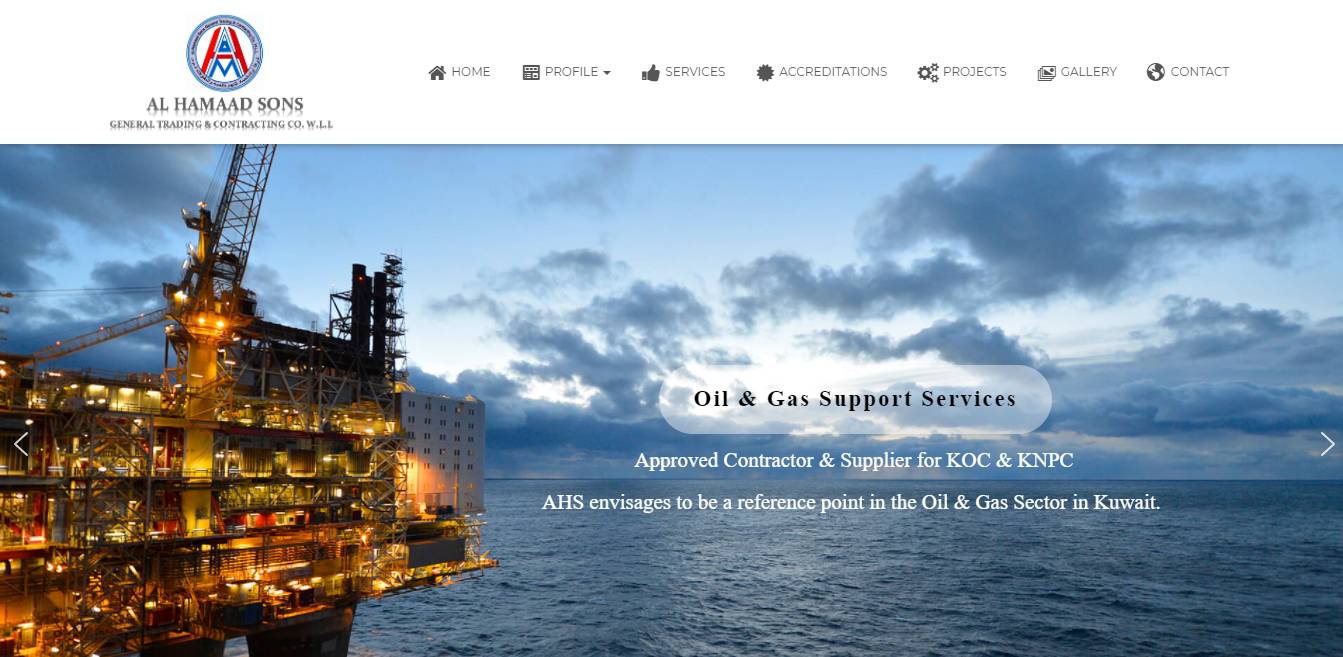 AL HAMAAD SONS
GENERAL TRADING & CONTRACTING CO. W.L.L
HOME PROFILE SERVICES ACCREDITATIONS PROJECTS GALLERY CONTACT
Oil & Gas Support Services
Approved Contractor & Supplier for KOC & KNPC
AHS envisages to be a reference point in the Oil & Gas Sector in Kuwait.